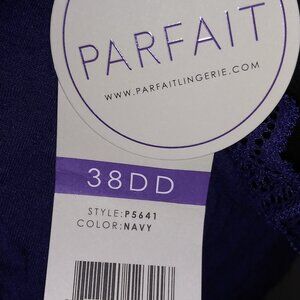 PARFAIT
WWW.PARFAITLINGERIE.COM
38DD
STYLE:P5641
COLOR:NAVY